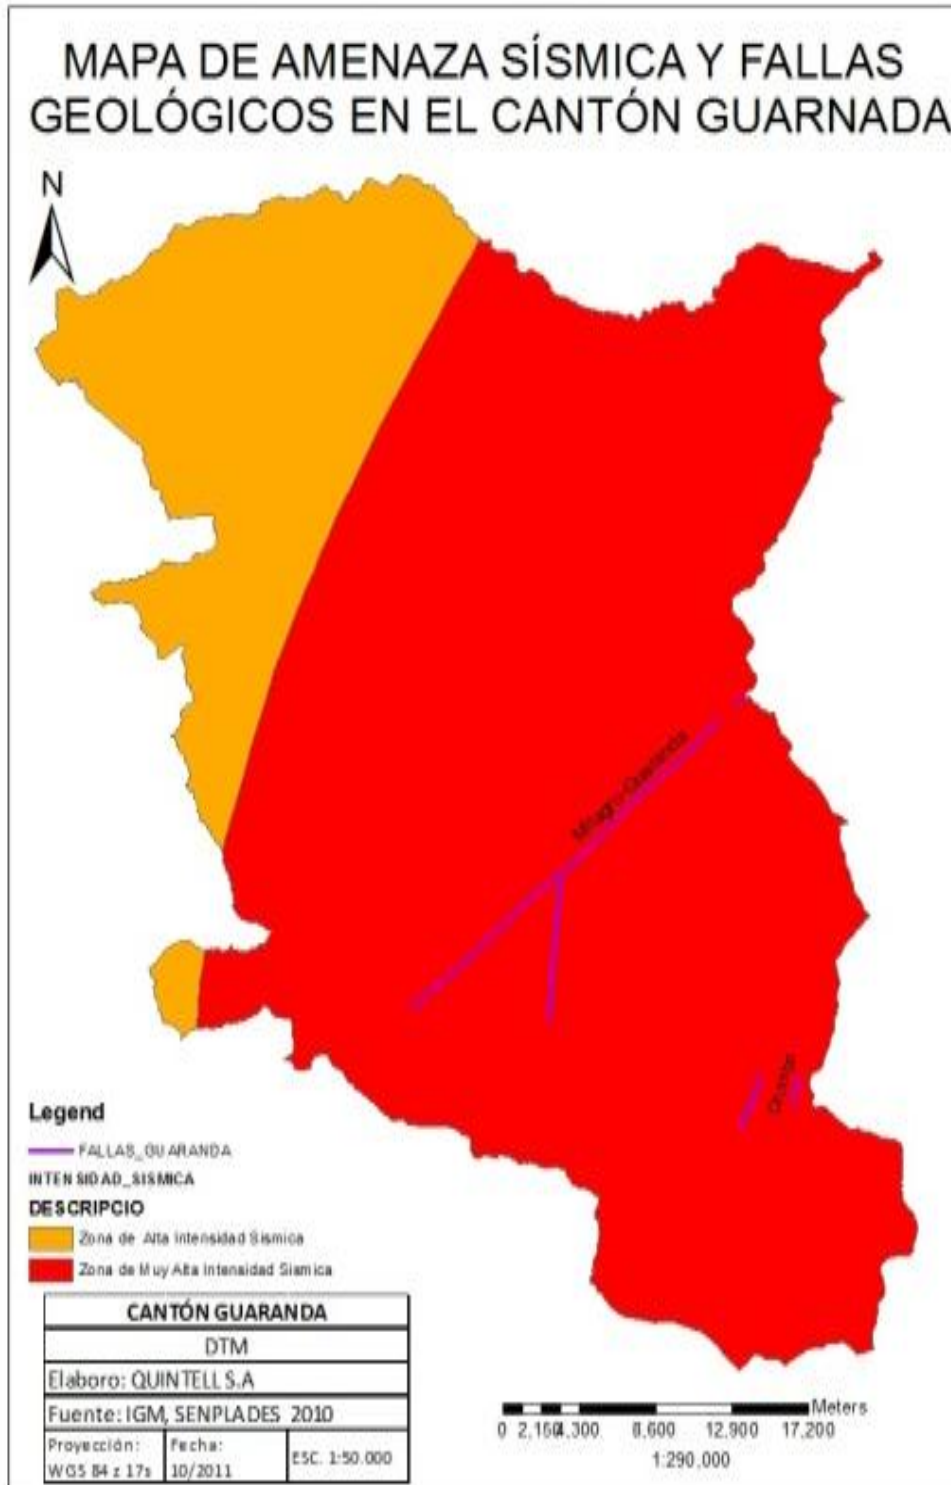 MAPA DE AMENAZA SÍSMICA Y FALLAS
GEOLÓGICOS EN EL CANTÓN GUARNADA
N
Milagro-Guaranda
Legend
FALLAS_GUARANDA
INTENSIDAD_SISMICA
DESCRIPCIO
Zona de Alta Intensidad Sismica
Zona de Muy Alta Intensidad Sismica
CANTÓN GUARANDA
DTM
Elaboro: QUINTELL S.A
Fuente: IGM, SENPLADES 2010
Proyección: Fecha: ESC. 1:50.000
WGS 84 z 17s 10/2011
Meters
0 2,150 4,300 8,600 12,900 17,200
1:290,000